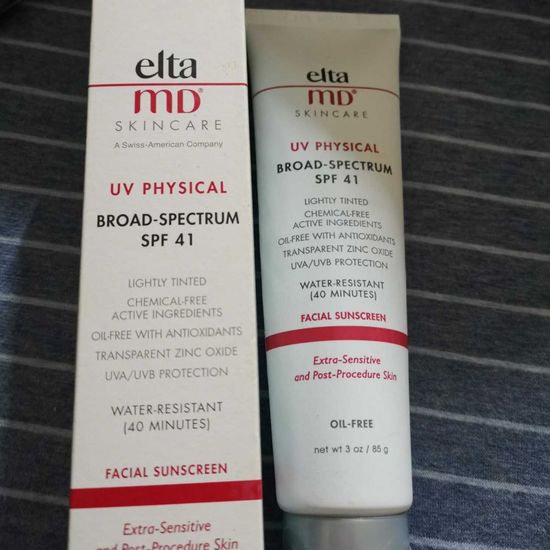 elta
MD®
SKINCARE
A Swiss-American Company
UV PHYSICAL
BROAD-SPECTRUM
SPF 41
LIGHTLY TINTED
CHEMICAL-FREE
ACTIVE INGREDIENTS
OIL-FREE WITH ANTIOXIDANTS
TRANSPARENT ZINC OXIDE
UVA/UVB PROTECTION
WATER-RESISTANT
(40 MINUTES)
FACIAL SUNSCREEN
Extra-Sensitive
and Post-Procedure Skin
elta
MD®
SKINCARE
UV PHYSICAL
BROAD-SPECTRUM
SPF 41
LIGHTLY TINTED
CHEMICAL-FREE
ACTIVE INGREDIENTS
OIL-FREE WITH ANTIOXIDANTS
TRANSPARENT ZINC OXIDE
UVA/UVB PROTECTION
WATER-RESISTANT
(40 MINUTES)
FACIAL SUNSCREEN
Extra-Sensitive
and Post-Procedure Skin
OIL-FREE
net wt 3 oz / 85 g